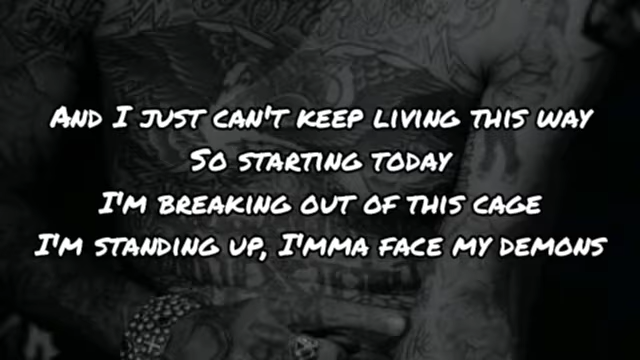 And I just can't keep living this way
So starting today
I'm breaking out of this cage
I'm standing up, I'mma face my demons